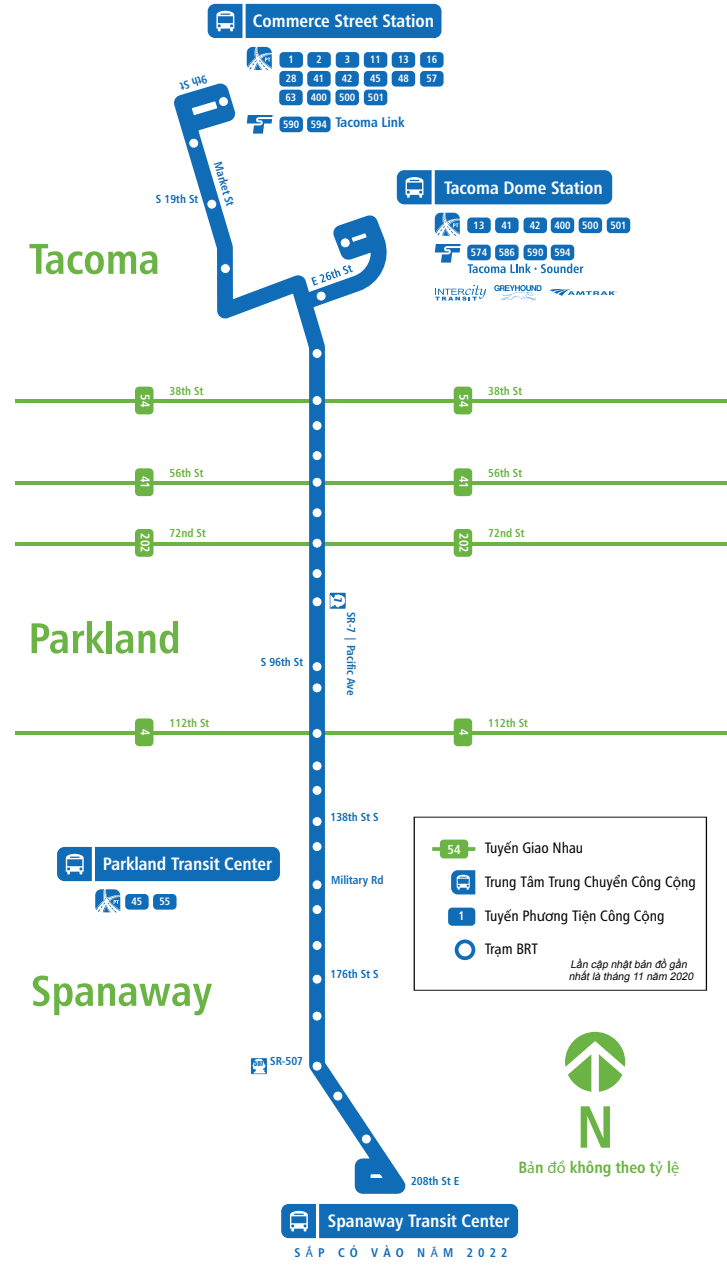 Commerce Street Station
PT 1 2 3 11 13 16
28 41 42 45 48 57
63 400 500 501
590 594 Tacoma Link
9th St
Market St
S 19th St
Tacoma Dome Station
PT 13 41 42 400 500 501
574 586 590 594
Tacoma LInk · Sounder
INTERcity TRANSIT GREYHOUND AMTRAK
Tacoma
E 26th St
54 38th St 54 38th St
41 56th St 41 56th St
202 72nd St 202 72nd St
7
SR-7 | Pacific Ave
Parkland
S 96th St
4 112th St 4 112th St
138th St S
Parkland Transit Center
PT 45 55
Military Rd
176th St S
Spanaway
507 SR-507
208th St E
Spanaway Transit Center
SẮP CÓ VÀO NĂM 2022
54 Tuyến Giao Nhau
Trung Tâm Trung Chuyển Công Cộng
1 Tuyến Phương Tiện Công Cộng
Trạm BRT
Lần cập nhật bản đồ gần
nhất là tháng 11 năm 2020
N
Bản đồ không theo tỷ lệ